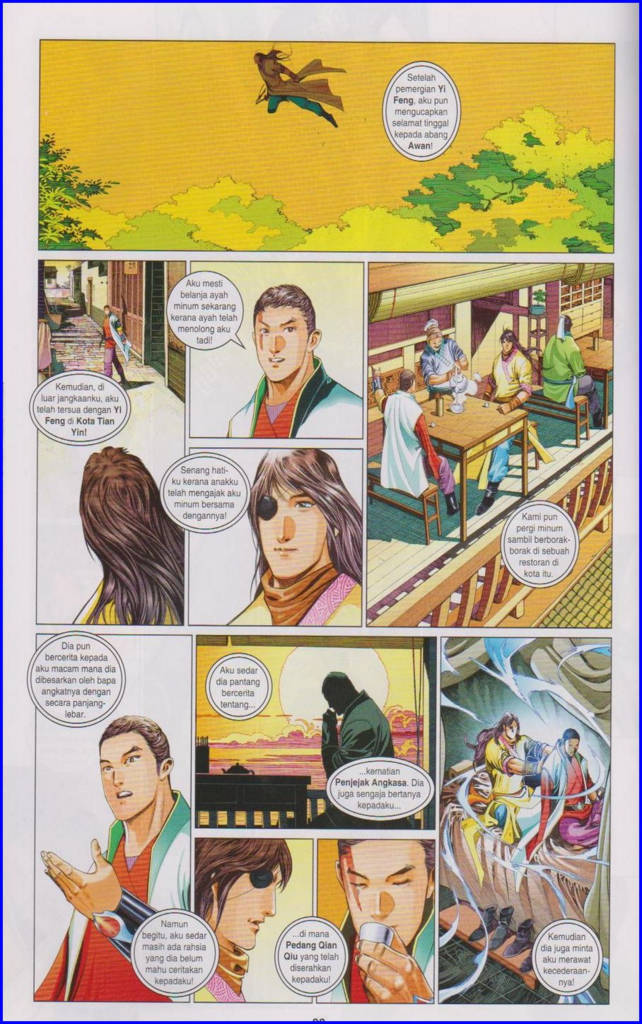 Setelah
pemergian Yi
Feng, aku pun
mengucapkan
selamat tinggal
kepada abang
Awan!
Kemudian, di
luar jangkaanku, aku
telah tersua dengan Yi
Feng di Kota Tian
Yin!
Aku mesti
belanja ayah
minum sekarang
kerana ayah telah
menolong aku
tadi!
Senang hati-
ku kerana anakku
telah mengajak aku
minum bersama
dengannya!
Kami pun
pergi minum
sambil berborak-
borak di sebuah
restoran di
kota itu.
Dia pun
bercerita kepada
aku macam mana dia
dibesarkan oleh bapa
angkatnya dengan
secara panjang-
lebar.
Namun
begitu, aku sedar
masih ada rahsia
yang dia belum
mahu ceritakan
kepadaku!
Aku sedar
dia pantang
bercerita
tentang...
...kematian
Penjejak Angkasa. Dia
juga sengaja bertanya
kepadaku...
...di mana
Pedang Qian
Qiu yang telah
diserahkan
kepadaku!
Kemudian
dia juga minta
aku merawat
kecederaan-
nya!